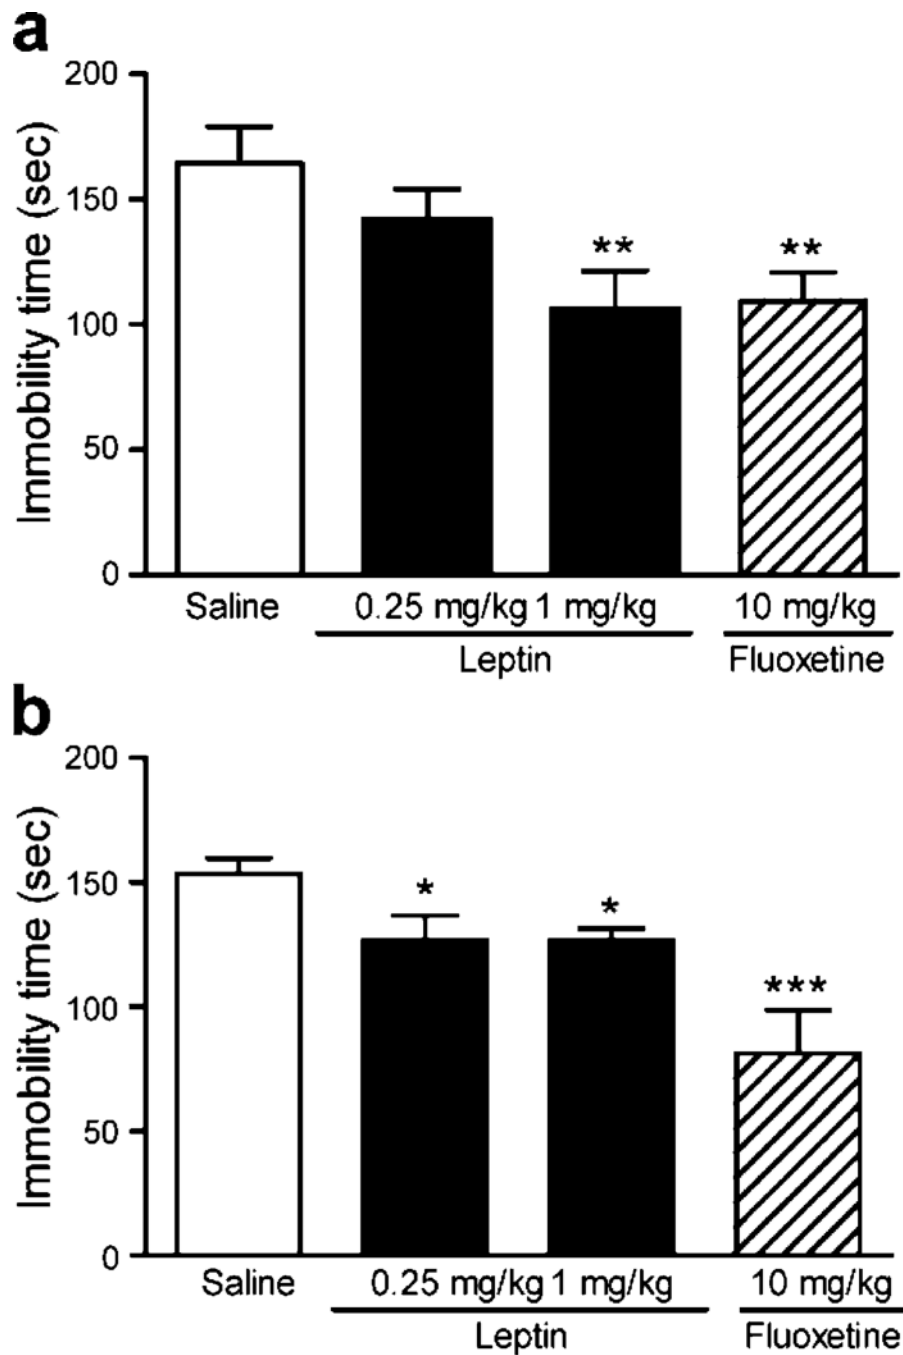 a
200
150
100
50
0
Immobility time (sec)
** **
Saline 0.25 mg/kg 1 mg/kg 10 mg/kg
Leptin Fluoxetine
b
200
150
100
50
0
Immobility time (sec)
* * ***
Saline 0.25 mg/kg 1 mg/kg 10 mg/kg
Leptin Fluoxetine